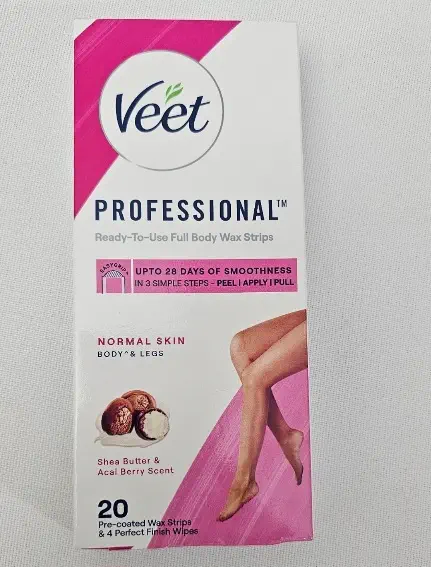 Veet
PROFESSIONAL™
Ready-To-Use Full Body Wax Strips
EASYGRIP™
UPTO 28 DAYS OF SMOOTHNESS
IN 3 SIMPLE STEPS - PEEL | APPLY | PULL
NORMAL SKIN
BODY^ & LEGS
Shea Butter &
Acai Berry Scent
20
Pre-coated Wax Strips
& 4 Perfect Finish Wipes